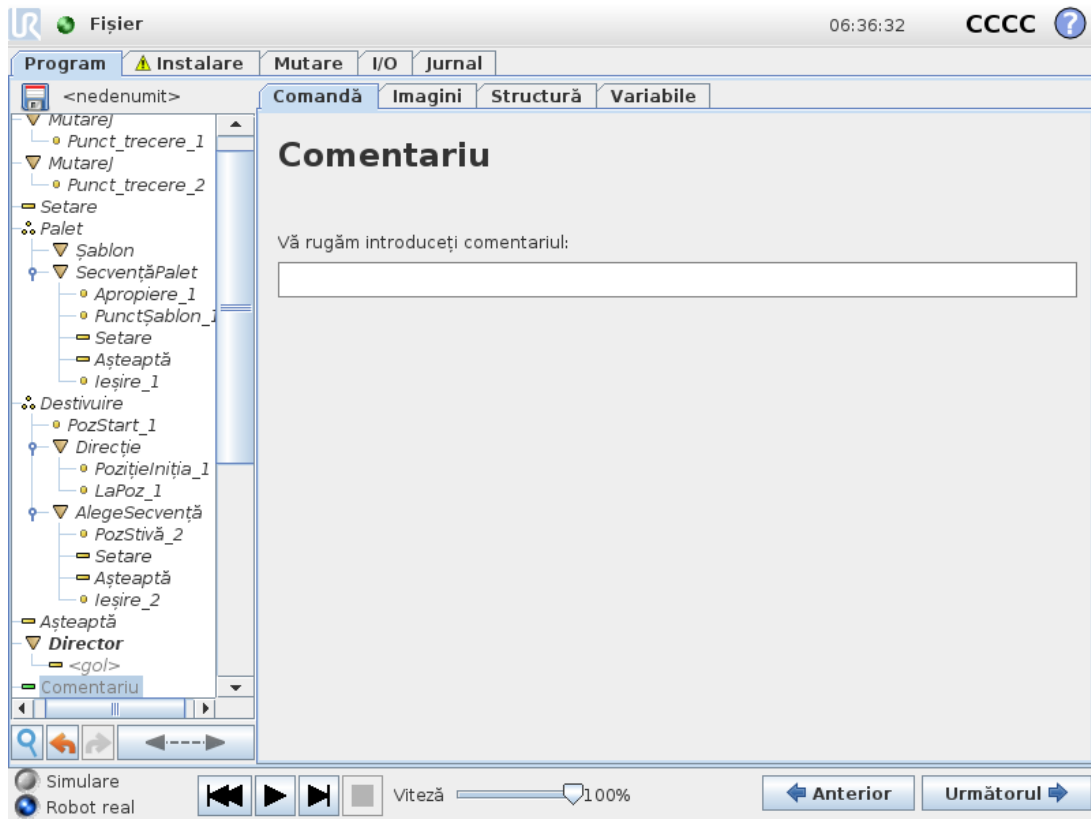 Fișier
06:36:32
CCCC
Program
Instalare
Mutare
I/O
Jurnal
<nedenumit>
Comandă
Imagini
Structură
Variabile
MutareJ
Punct_trecere_1
MutareJ
Punct_trecere_2
Setare
Palet
Șablon
SecvențăPalet
Apropiere_1
PunctȘablon_1
Setare
Așteaptă
Ieșire_1
Destivuire
PozStart_1
Direcție
PozițieIniția_1
LaPoz_1
AlegeSecvență
PozStivă_2
Setare
Așteaptă
Ieșire_2
Așteaptă
Director
<gol>
Comentariu
Comentariu
Vă rugăm introduceți comentariul:
Simulare
Robot real
Viteză
100%
Anterior
Următorul